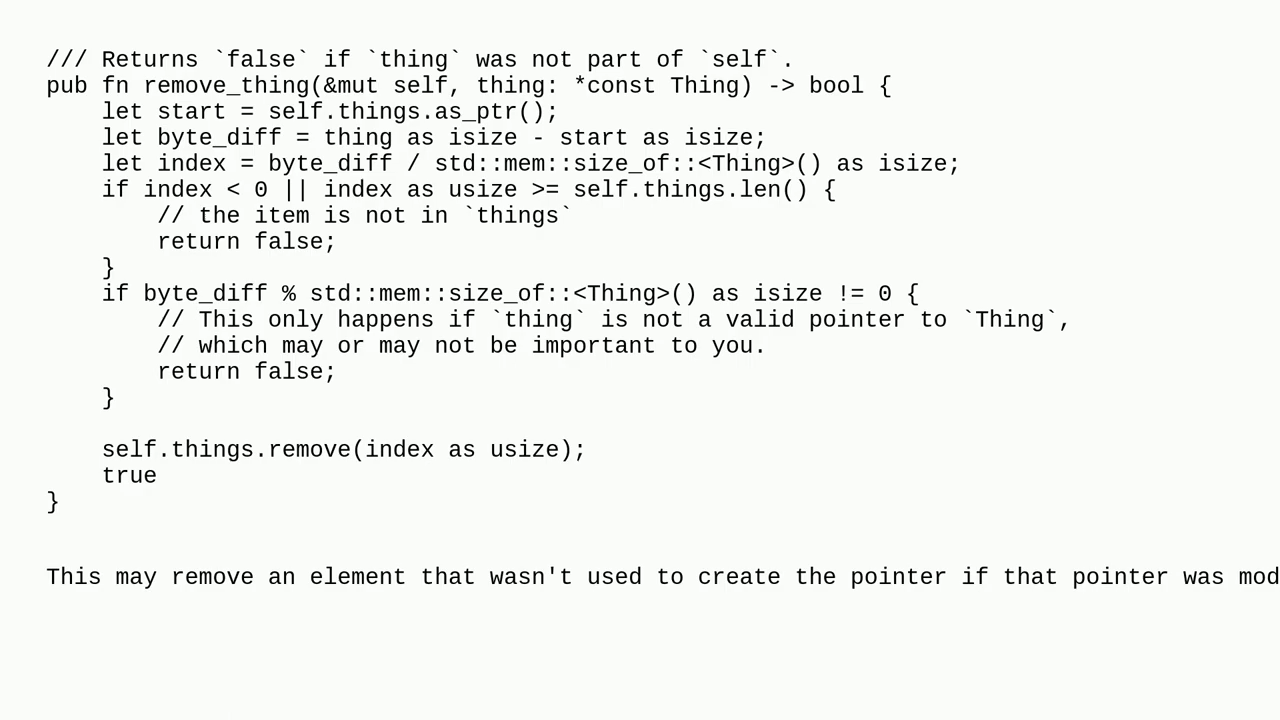 /// Returns `false` if `thing` was not part of `self`.
pub fn remove_thing(&mut self, thing: *const Thing) -> bool {
    let start = self.things.as_ptr();
    let byte_diff = thing as isize - start as isize;
    let index = byte_diff / std::mem::size_of::<Thing>() as isize;
    if index < 0 || index as usize >= self.things.len() {
        // the item is not in `things`
        return false;
    }
    if byte_diff % std::mem::size_of::<Thing>() as isize != 0 {
        // This only happens if `thing` is not a valid pointer to `Thing`,
        // which may or may not be important to you.
        return false;
    }

    self.things.remove(index as usize);
    true
}

This may remove an element that wasn't used to create the pointer if that pointer was